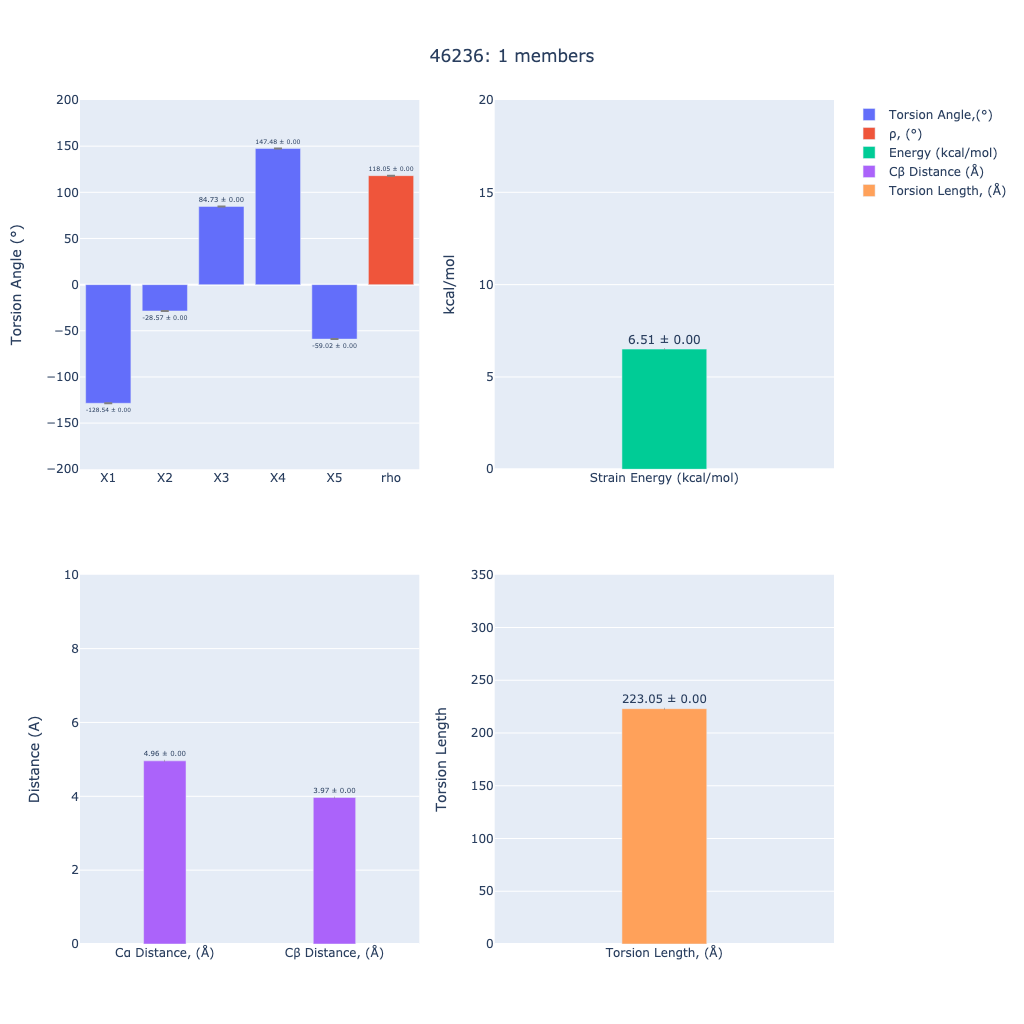 46236: 1 members
Torsion Angle (°)
200
150
100
50
0
−50
−100
−150
−200
-128.54 ± 0.00
-28.57 ± 0.00
84.73 ± 0.00
147.48 ± 0.00
-59.02 ± 0.00
118.05 ± 0.00
X1 X2 X3 X4 X5 rho
kcal/mol
20
15
10
5
0
6.51 ± 0.00
Strain Energy (kcal/mol)
Torsion Angle,(°)
ρ, (°)
Energy (kcal/mol)
Cβ Distance (Å)
Torsion Length, (Å)
Distance (A)
10
8
6
4
2
0
4.96 ± 0.00
3.97 ± 0.00
Cα Distance, (Å) Cβ Distance, (Å)
Torsion Length
350
300
250
200
150
100
50
0
223.05 ± 0.00
Torsion Length, (Å)